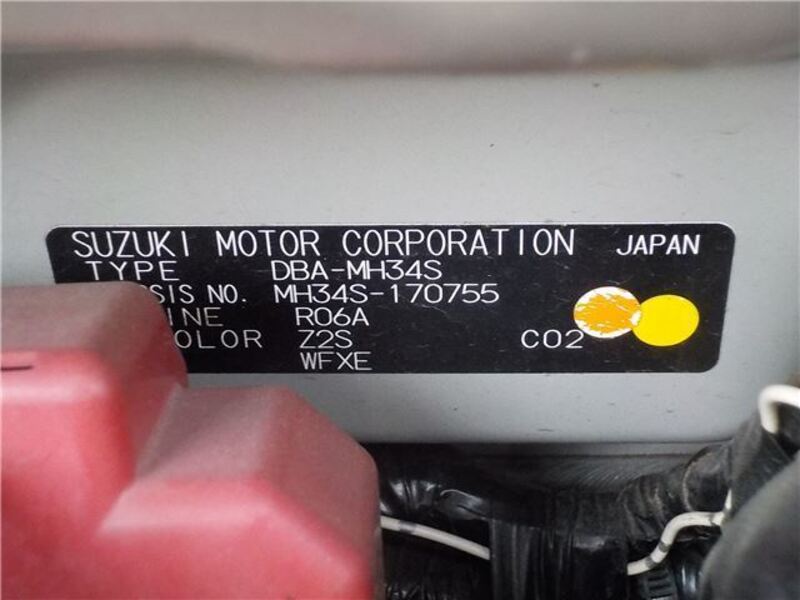 SUZUKI MOTOR CORPORATION JAPAN
TYPE DBA-MH34S
SIS NO. MH34S-170755
INE R06A
OLOR Z2S C02
WFXE